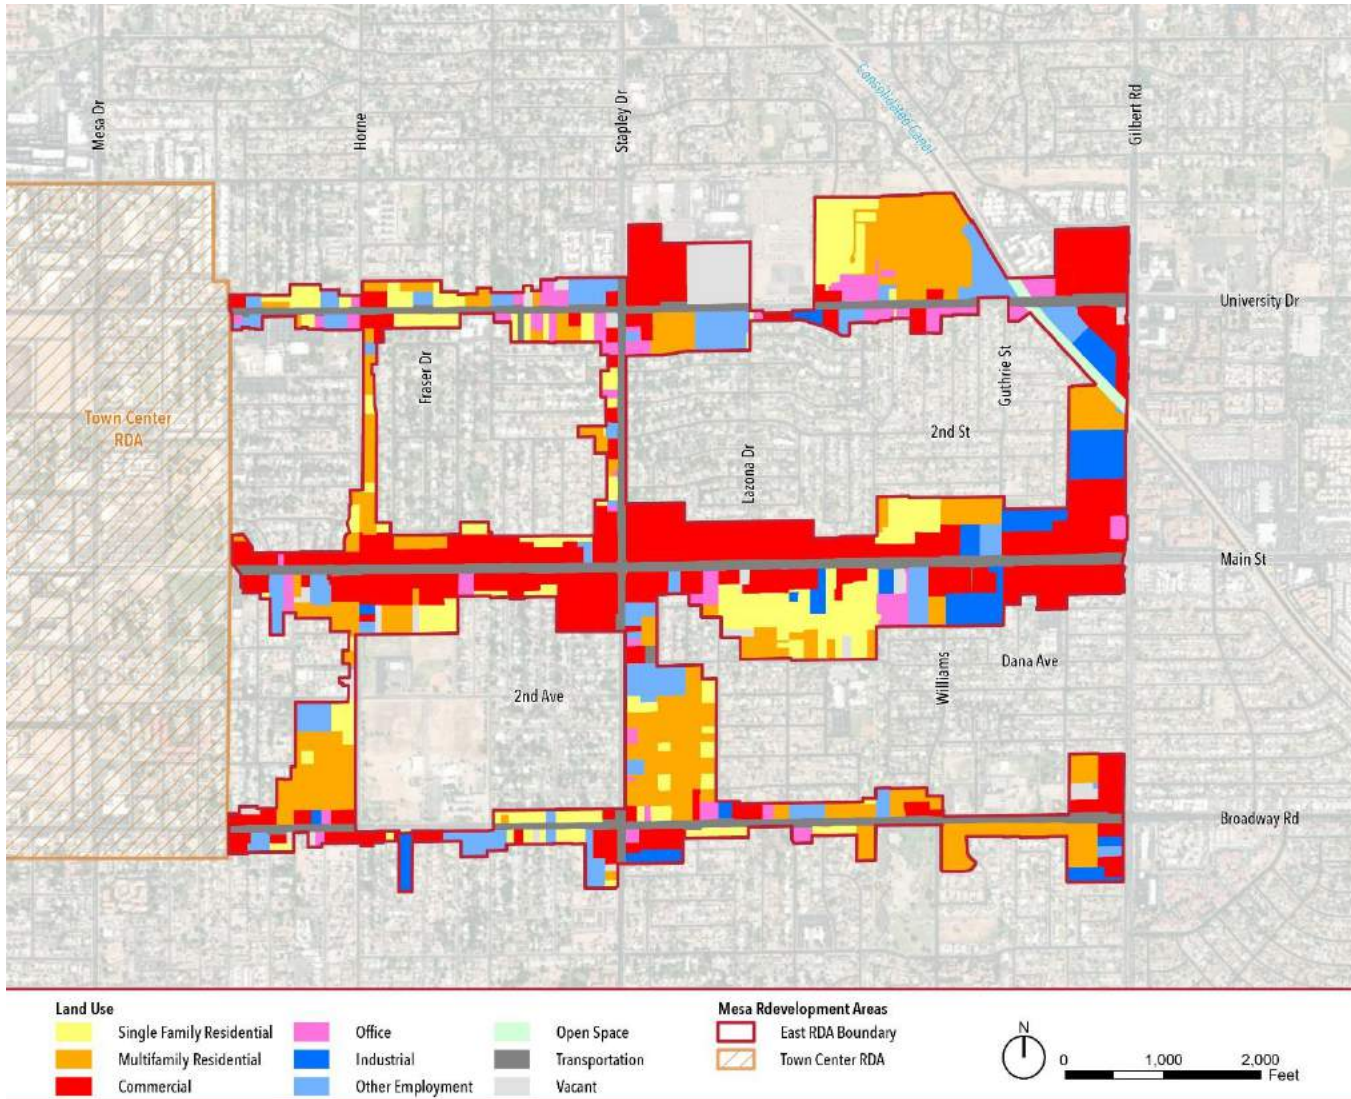 Mesa Dr
Horne
Stapley Dr
Consolidated Canal
Gilbert Rd
University Dr
Fraser Dr
Guthrie St
Town Center
RDA
2nd St
Lazona Dr
Main St
Williams
Dana Ave
2nd Ave
Broadway Rd
Land Use
Single Family Residential
Multifamily Residential
Commercial
Office
Industrial
Other Employment
Open Space
Transportation
Vacant
Mesa Rdevelopment Areas
East RDA Boundary
Town Center RDA
N
0 1,000 2,000
Feet